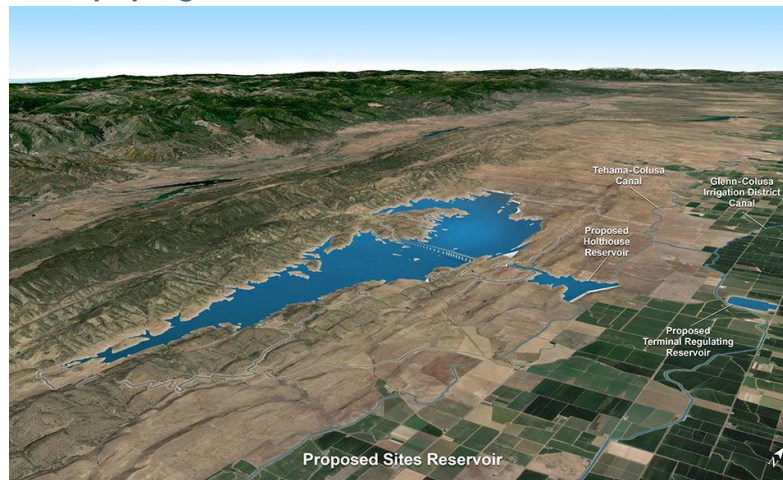 Tehama-Colusa
Canal
Glenn-Colusa
Irrigation District
Canal
Proposed
Holthouse
Reservoir
Proposed
Terminal Regulating
Reservoir
Proposed Sites Reservoir
N